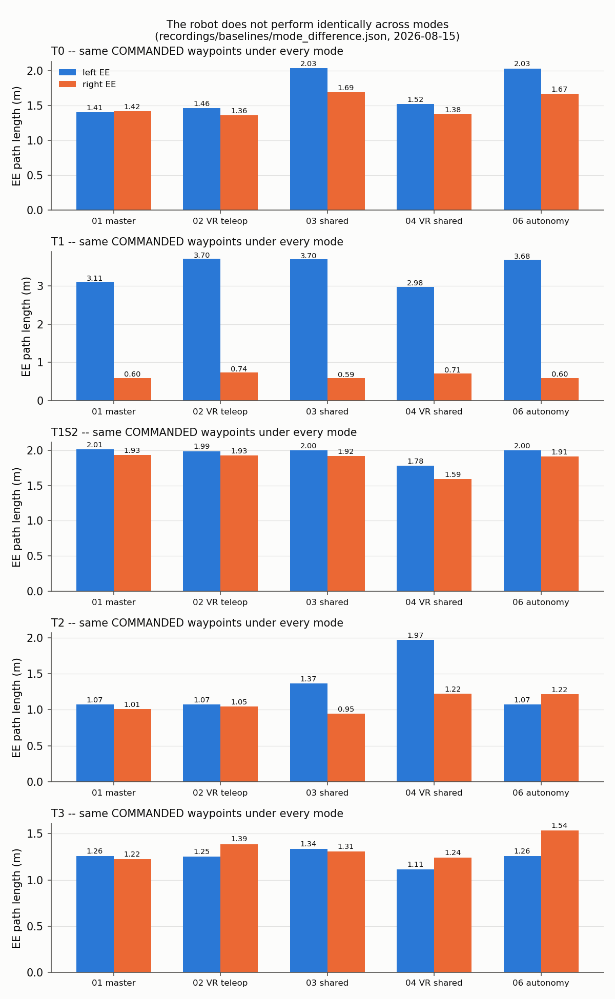 The robot does not perform identically across modes
(recordings/baselines/mode_difference.json, 2026-08-15)
T0 -- same COMMANDED waypoints under every mode
EE path length (m)
2.0
1.5
1.0
0.5
0.0
left EE
right EE
1.41
1.42
1.46
1.36
2.03
1.69
1.52
1.38
2.03
1.67
01 master
02 VR teleop
03 shared
04 VR shared
06 autonomy
T1 -- same COMMANDED waypoints under every mode
EE path length (m)
3
2
1
0
3.11
0.60
3.70
0.74
3.70
0.59
2.98
0.71
3.68
0.60
01 master
02 VR teleop
03 shared
04 VR shared
06 autonomy
T1S2 -- same COMMANDED waypoints under every mode
EE path length (m)
2.0
1.5
1.0
0.5
0.0
2.01
1.93
1.99
1.93
2.00
1.92
1.78
1.59
2.00
1.91
01 master
02 VR teleop
03 shared
04 VR shared
06 autonomy
T2 -- same COMMANDED waypoints under every mode
EE path length (m)
2.0
1.5
1.0
0.5
0.0
1.07
1.01
1.07
1.05
1.37
0.95
1.97
1.22
1.07
1.22
01 master
02 VR teleop
03 shared
04 VR shared
06 autonomy
T3 -- same COMMANDED waypoints under every mode
EE path length (m)
1.5
1.0
0.5
0.0
1.26
1.22
1.25
1.39
1.34
1.31
1.11
1.24
1.26
1.54
01 master
02 VR teleop
03 shared
04 VR shared
06 autonomy